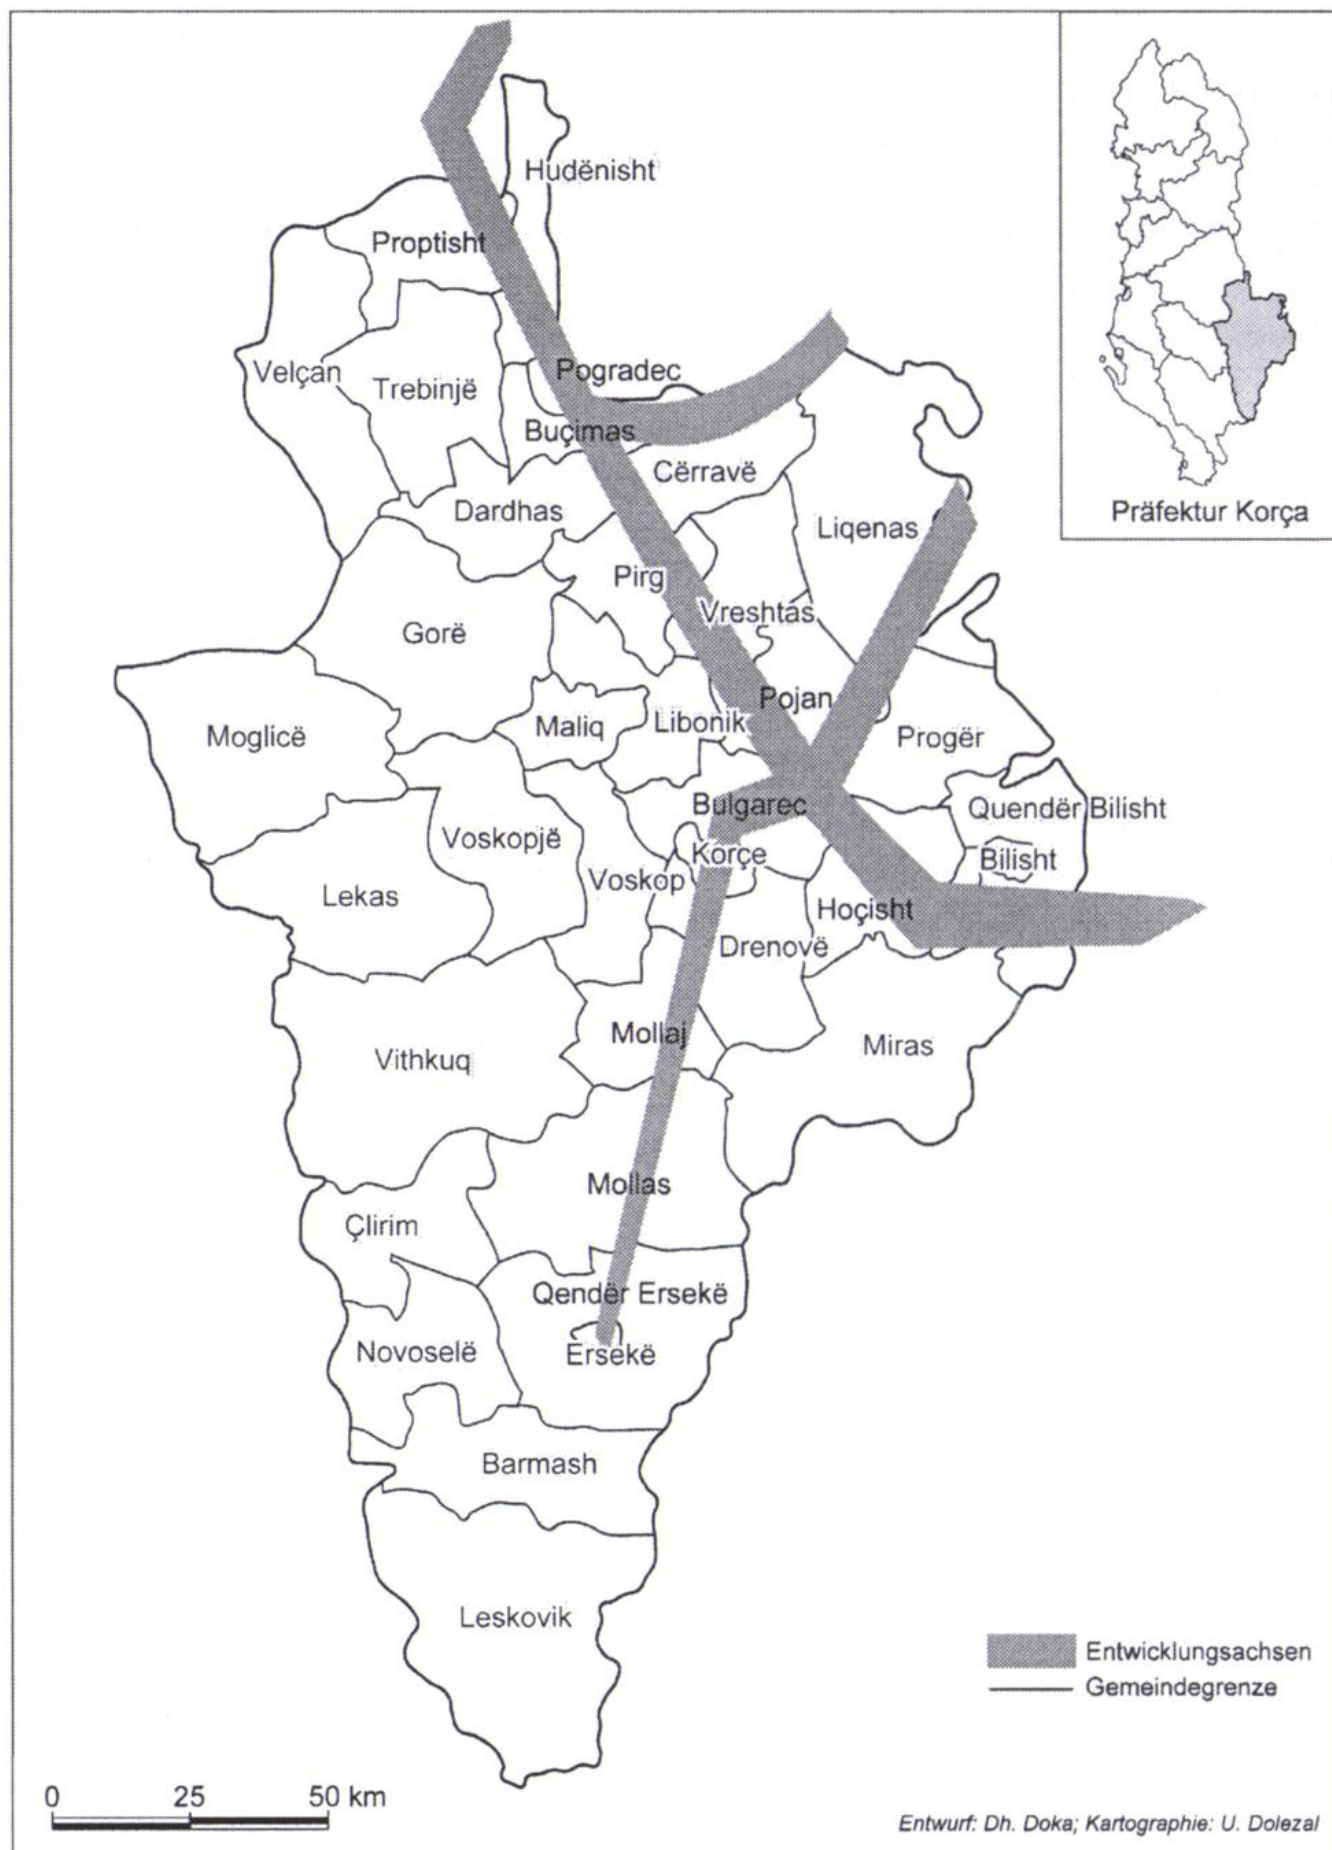 Hudënisht
Proptisht
Velçan
Trebinjë
Pogradec
Buçimas
Cërravë
Dardhas
Liqenas
Präfektur Korça
Pirg
Vreshtas
Gorë
Pojan
Moglicë
Maliq
Libonik
Progër
Bulgarec
Quendër Bilisht
Voskopjë
Korçe
Bilisht
Voskop
Lekas
Hoçisht
Drenovë
Mollaj
Miras
Vithkuq
Mollas
Çlirim
Qendër Ersekë
Novoselë
Ersekë
Barmash
Leskovik
Entwicklungsachsen
Gemeindegrenze
0 25 50 km
Entwurf: Dh. Doka; Kartographie: U. Dolezal